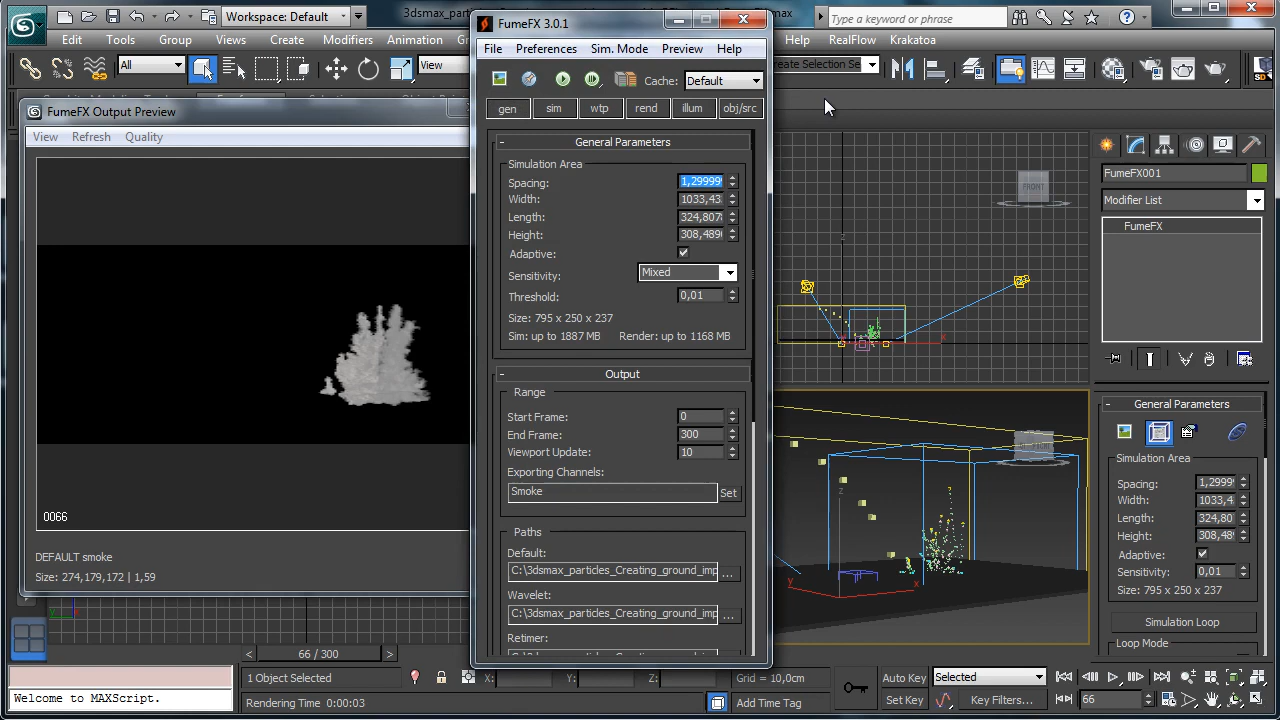 Workspace: Default
3dsmax_particles_
max
Type a keyword or phrase
Edit
Tools
Group
Views
Create
Modifiers
Animation
Help
RealFlow
Krakatoa
All
View
Create Selection Se
FumeFX Output Preview
View
Refresh
Quality
0066
DEFAULT smoke
Size: 274,179,172 | 1,59
FumeFX 3.0.1
File
Preferences
Sim. Mode
Preview
Help
Cache:
Default
gen
sim
wtp
rend
illum
obj/src
General Parameters
Simulation Area
Spacing:
1,29999
Width:
1033,43
Length:
324,807
Height:
308,489
Adaptive:
Sensitivity:
Mixed
Threshold:
0,01
Size: 795 x 250 x 237
Sim: up to 1887 MB
Render: up to 1168 MB
Output
Range
Start Frame:
0
End Frame:
300
Viewport Update:
10
Exporting Channels:
Smoke
Set
Paths
Default:
C:\3dsmax_particles_Creating_ground_imp
...
Wavelet:
C:\3dsmax_particles_Creating_ground_imp
...
Retimer:
FRONT
z
x
z
y
x
FumeFX001
Modifier List
FumeFX
General Parameters
Simulation Area
Spacing:
1,2999
Width:
1033,4
Length:
324,80
Height:
308,48
Adaptive:
Sensitivity:
0,01
Size: 795 x 250 x 237
Simulation Loop
Loop Mode
y
x
< 66 / 300 >
Welcome to MAXScript.
1 Object Selected
Rendering Time 0:00:03
X:
Y:
Z:
Grid = 10,0cm
Add Time Tag
Auto Key
Selected
Set Key
Key Filters...
66